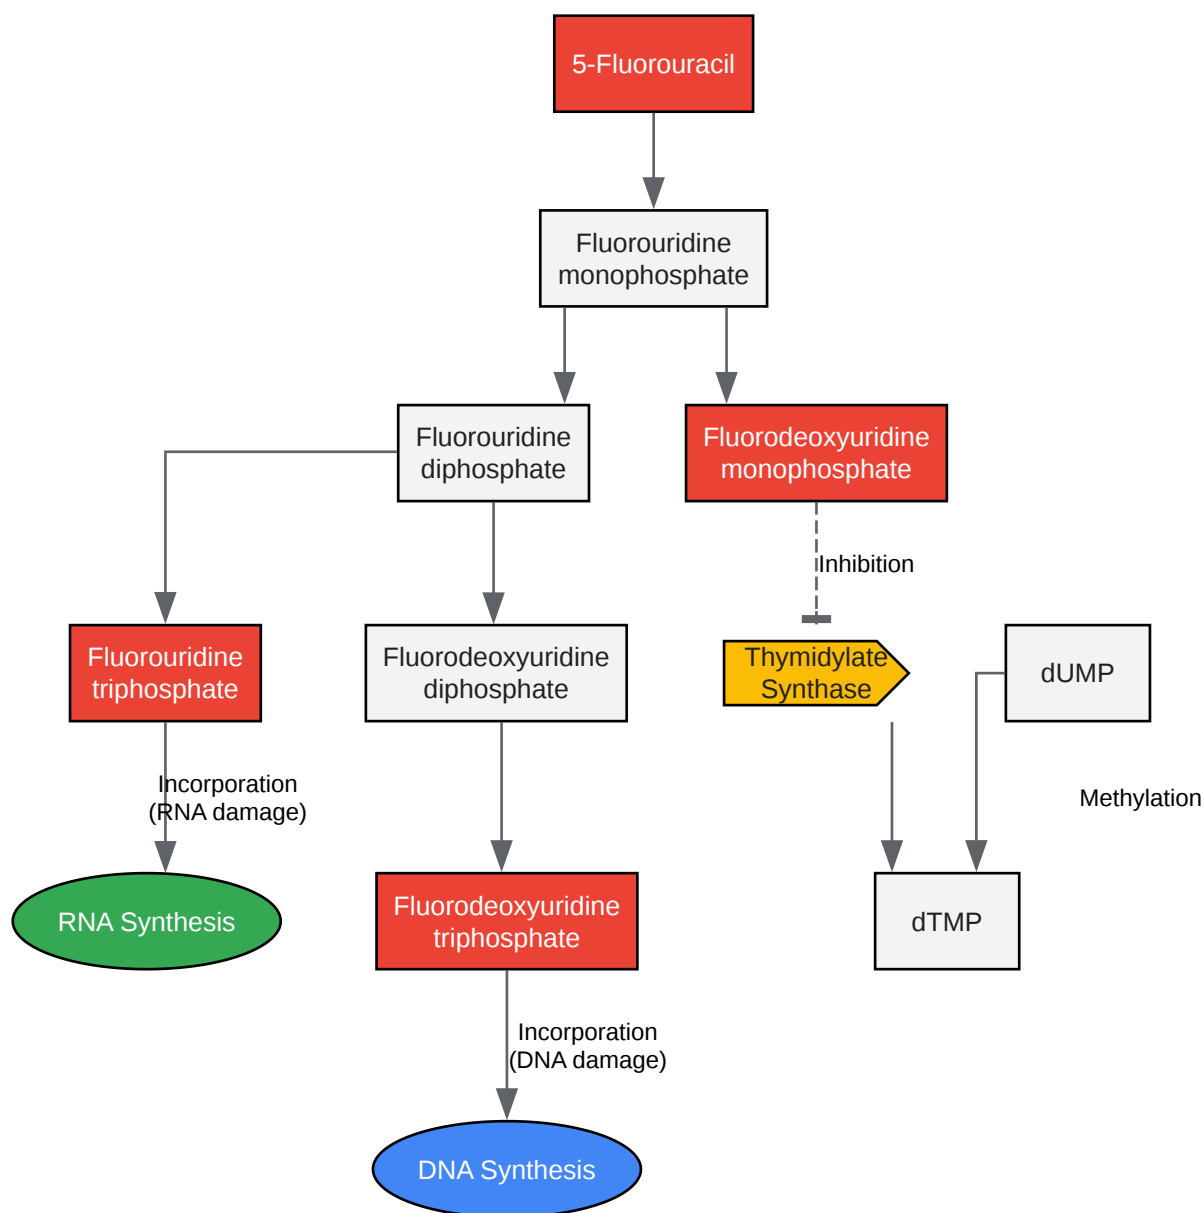 5-Fluorouracil
Fluorouridine
monophosphate
Fluorouridine
diphosphate
Fluorodeoxyuridine
monophosphate
Inhibition
Fluorouridine
triphosphate
Fluorodeoxyuridine
diphosphate
Thymidylate
Synthase
dUMP
Incorporation
(RNA damage)
Methylation
RNA Synthesis
Fluorodeoxyuridine
triphosphate
dTMP
Incorporation
(DNA damage)
DNA Synthesis